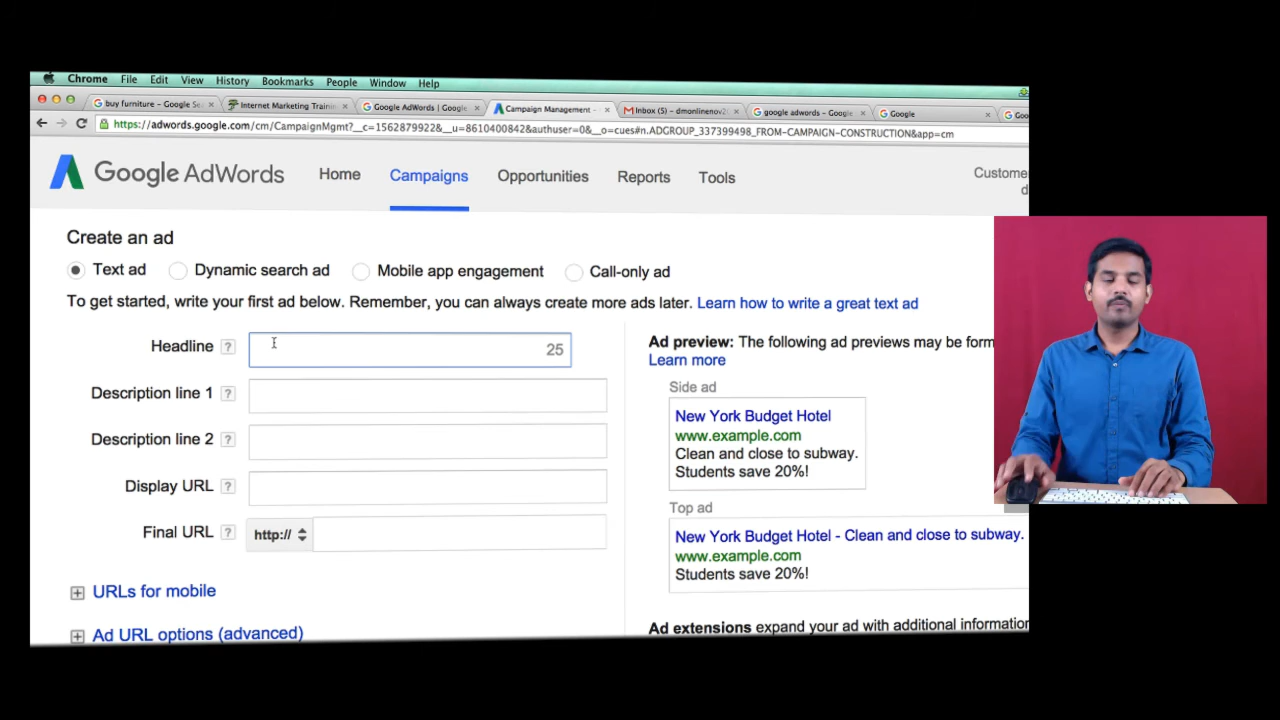 Chrome File Edit View History Bookmarks People Window Help
buy furniture - Google Se
Internet Marketing Trainin
Google AdWords | Google
Campaign Management -
Inbox (5) - dmonlinenov2
google adwords - Google
Google
Goo
https://adwords.google.com/cm/CampaignMgmt?__c=1562879922&__u=8610400842&authuser=0&__o=cues#n.ADGROUP_337399498_FROM-CAMPAIGN-CONSTRUCTION&app=cm
Google AdWords Home Campaigns Opportunities Reports Tools
Custome
d
Create an ad
Text ad Dynamic search ad Mobile app engagement Call-only ad
To get started, write your first ad below. Remember, you can always create more ads later. Learn how to write a great text ad
Headline ? 25
Description line 1 ?
Description line 2 ?
Display URL ?
Final URL ? http://
URLs for mobile
Ad URL options (advanced)
Ad preview: The following ad previews may be form
Learn more
Side ad
New York Budget Hotel
www.example.com
Clean and close to subway.
Students save 20%!
Top ad
New York Budget Hotel - Clean and close to subway.
www.example.com
Students save 20%!
Ad extensions expand your ad with additional information